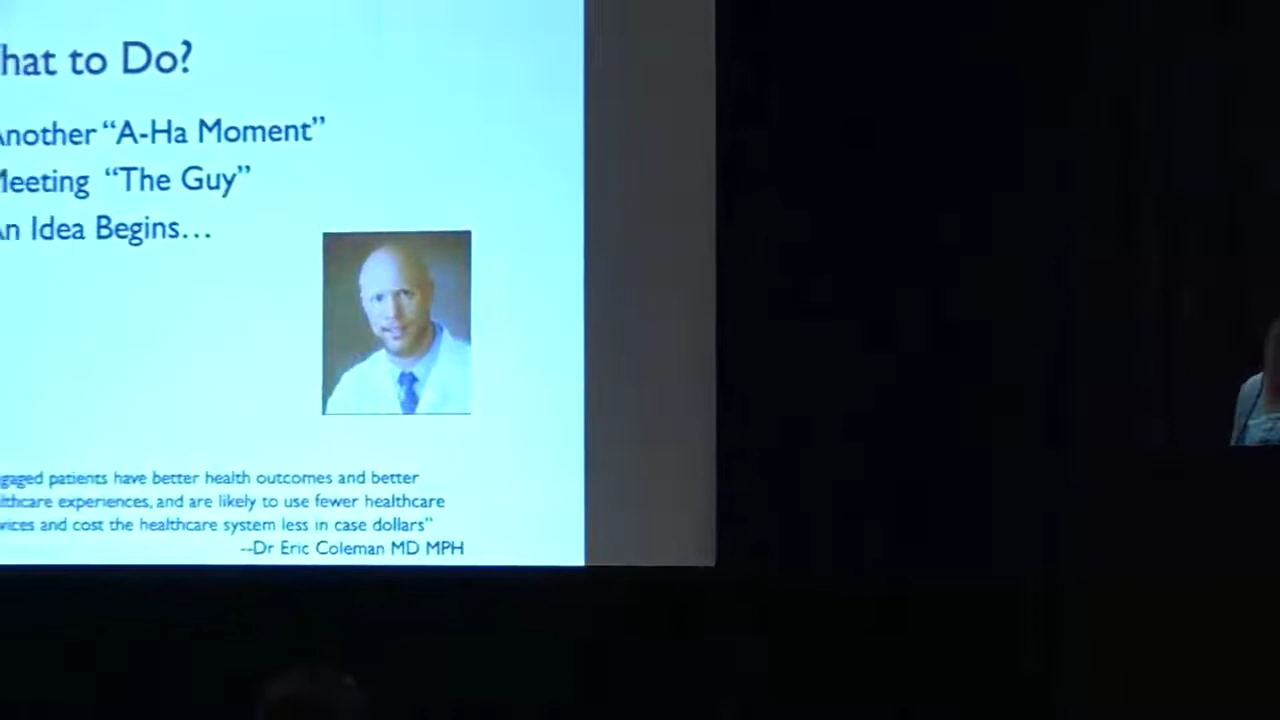 hat to Do?
Another “A-Ha Moment”
Meeting “The Guy”
An Idea Begins…
gaged patients have better health outcomes and better
lthcare experiences, and are likely to use fewer healthcare
vices and cost the healthcare system less in case dollars”
--Dr Eric Coleman MD MPH